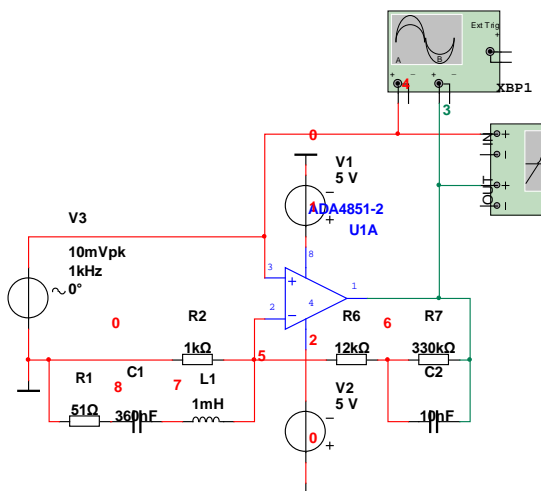 Ext Trig
+
A
B
+
−
+
−
XBP1
4
3
0
IN
+
−
OUT
+
−
V1
5 V
1
ADA4851-2
U1A
V3
10mVpk
1kHz
0°
3
8
+
1
2
−
4
0
R2
2
R6
6
R7
1kΩ
5
12kΩ
330kΩ
R1
C1
8
7
L1
C2
51Ω
360nF
1mH
V2
5 V
10nF
0